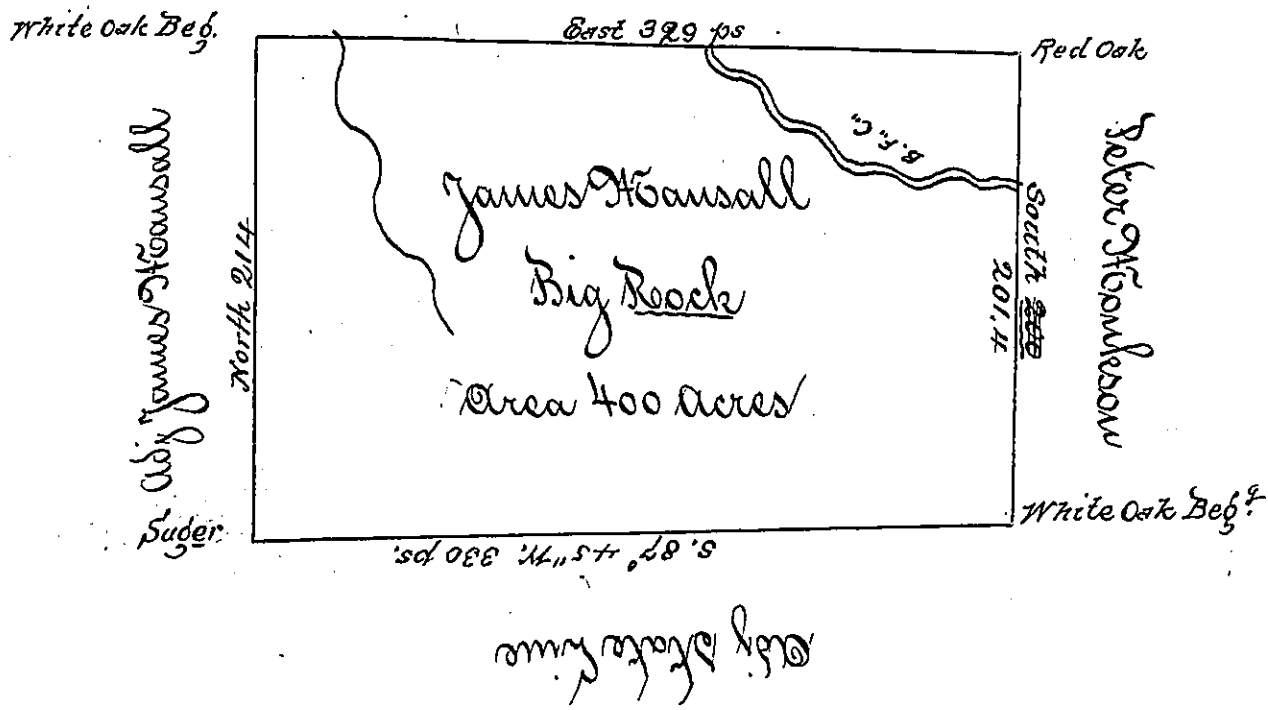 White Oak Beg.
East 329 ps
Red Oak
B. F. C.
Adj James Hansall
North 214
James Hansall
Big Rock
Area 400 Acres
South
201.4
Peter Honkson
Suger
White Oak Beg.g
S. 87° 45" W. 330 ps.
Adj State Line